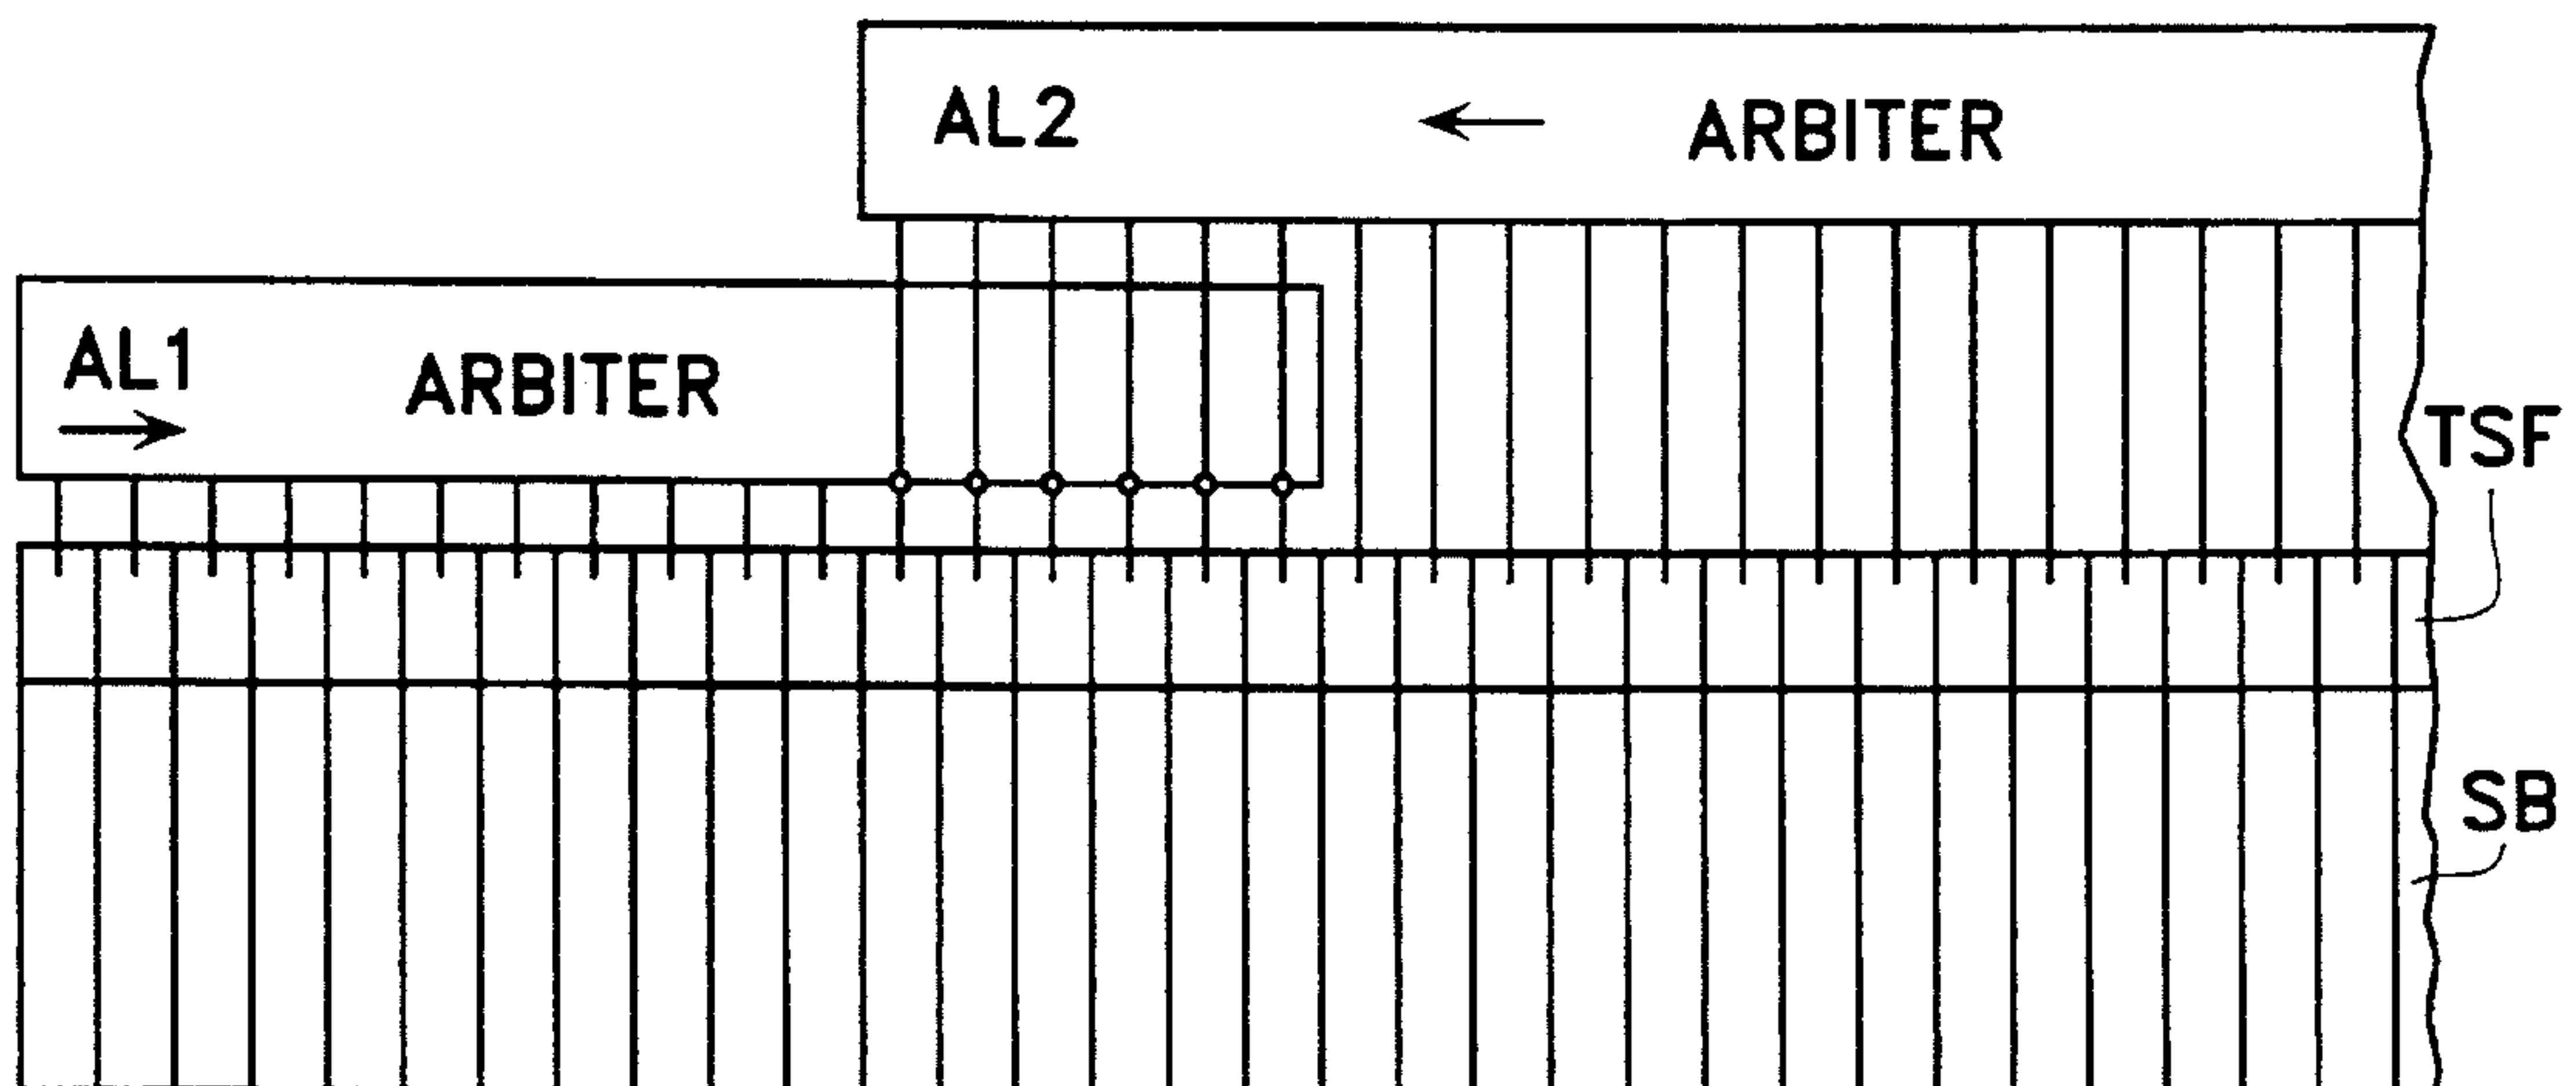 AL2 ← ARBITER
AL1 ARBITER
→
TSF
SB